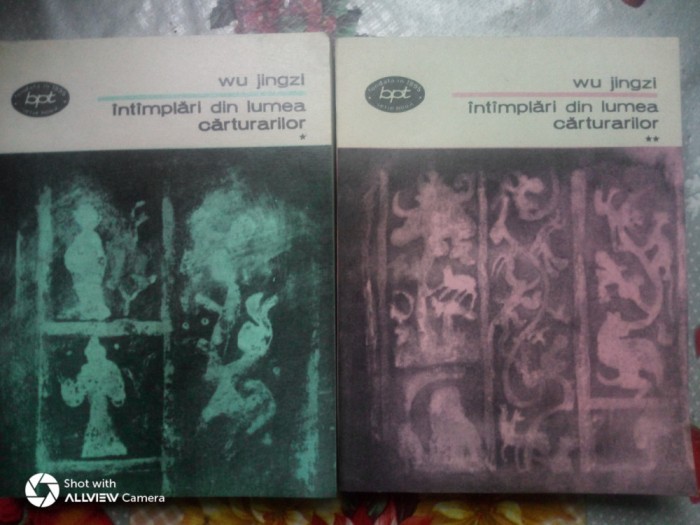 wu jingzi
întîmplări din lumea
cărturarilor
*
bpt
wu jingzi
întîmplări din lumea
cărturarilor
**
bpt
Shot with
ALLVIEW Camera